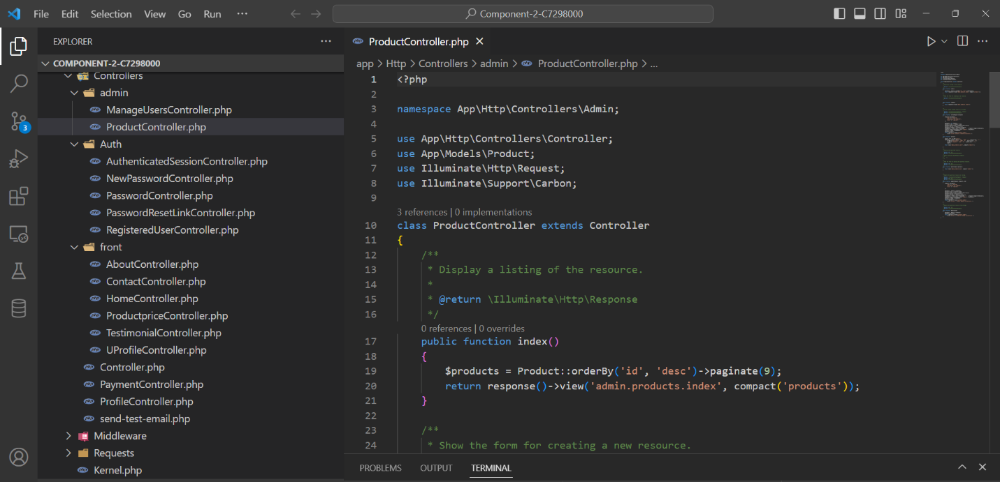 File Edit Selection View Go Run ···
Component-2-C7298000
EXPLORER
COMPONENT-2-C7298000
Controllers
admin
ManageUsersController.php
ProductController.php
Auth
AuthenticatedSessionController.php
NewPasswordController.php
PasswordController.php
PasswordResetLinkController.php
RegisteredUserController.php
front
AboutController.php
ContactController.php
HomeController.php
ProductpriceController.php
TestimonialController.php
UProfileController.php
Controller.php
PaymentController.php
ProfileController.php
send-test-email.php
Middleware
Requests
Kernel.php
3
ProductController.php
app > Http > Controllers > admin > ProductController.php > ...
1 <?php
2
3 namespace App\Http\Controllers\Admin;
4
5 use App\Http\Controllers\Controller;
6 use App\Models\Product;
7 use Illuminate\Http\Request;
8 use Illuminate\Support\Carbon;
9
3 references | 0 implementations
10 class ProductController extends Controller
11 {
12 /**
13 * Display a listing of the resource.
14 *
15 * @return \Illuminate\Http\Response
16 */
0 references | 0 overrides
17 public function index()
18 {
19 $products = Product::orderBy('id', 'desc')->paginate(9);
20 return response()->view('admin.products.index', compact('products'));
21 }
22
23 /**
24 * Show the form for creating a new resource.
PROBLEMS OUTPUT TERMINAL